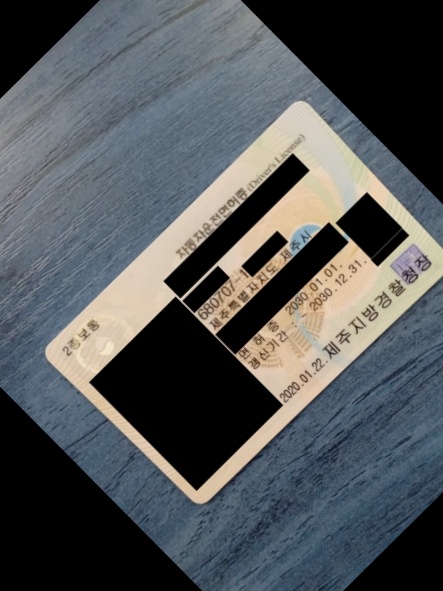 2종보통
자동차운전면허증(Driver's License)
680707-1
제주특별자치도 제주시
면 허 증
갱신기간
2030.01.01.
2030.12.31.
2020.01.22.
제주지방경찰청장